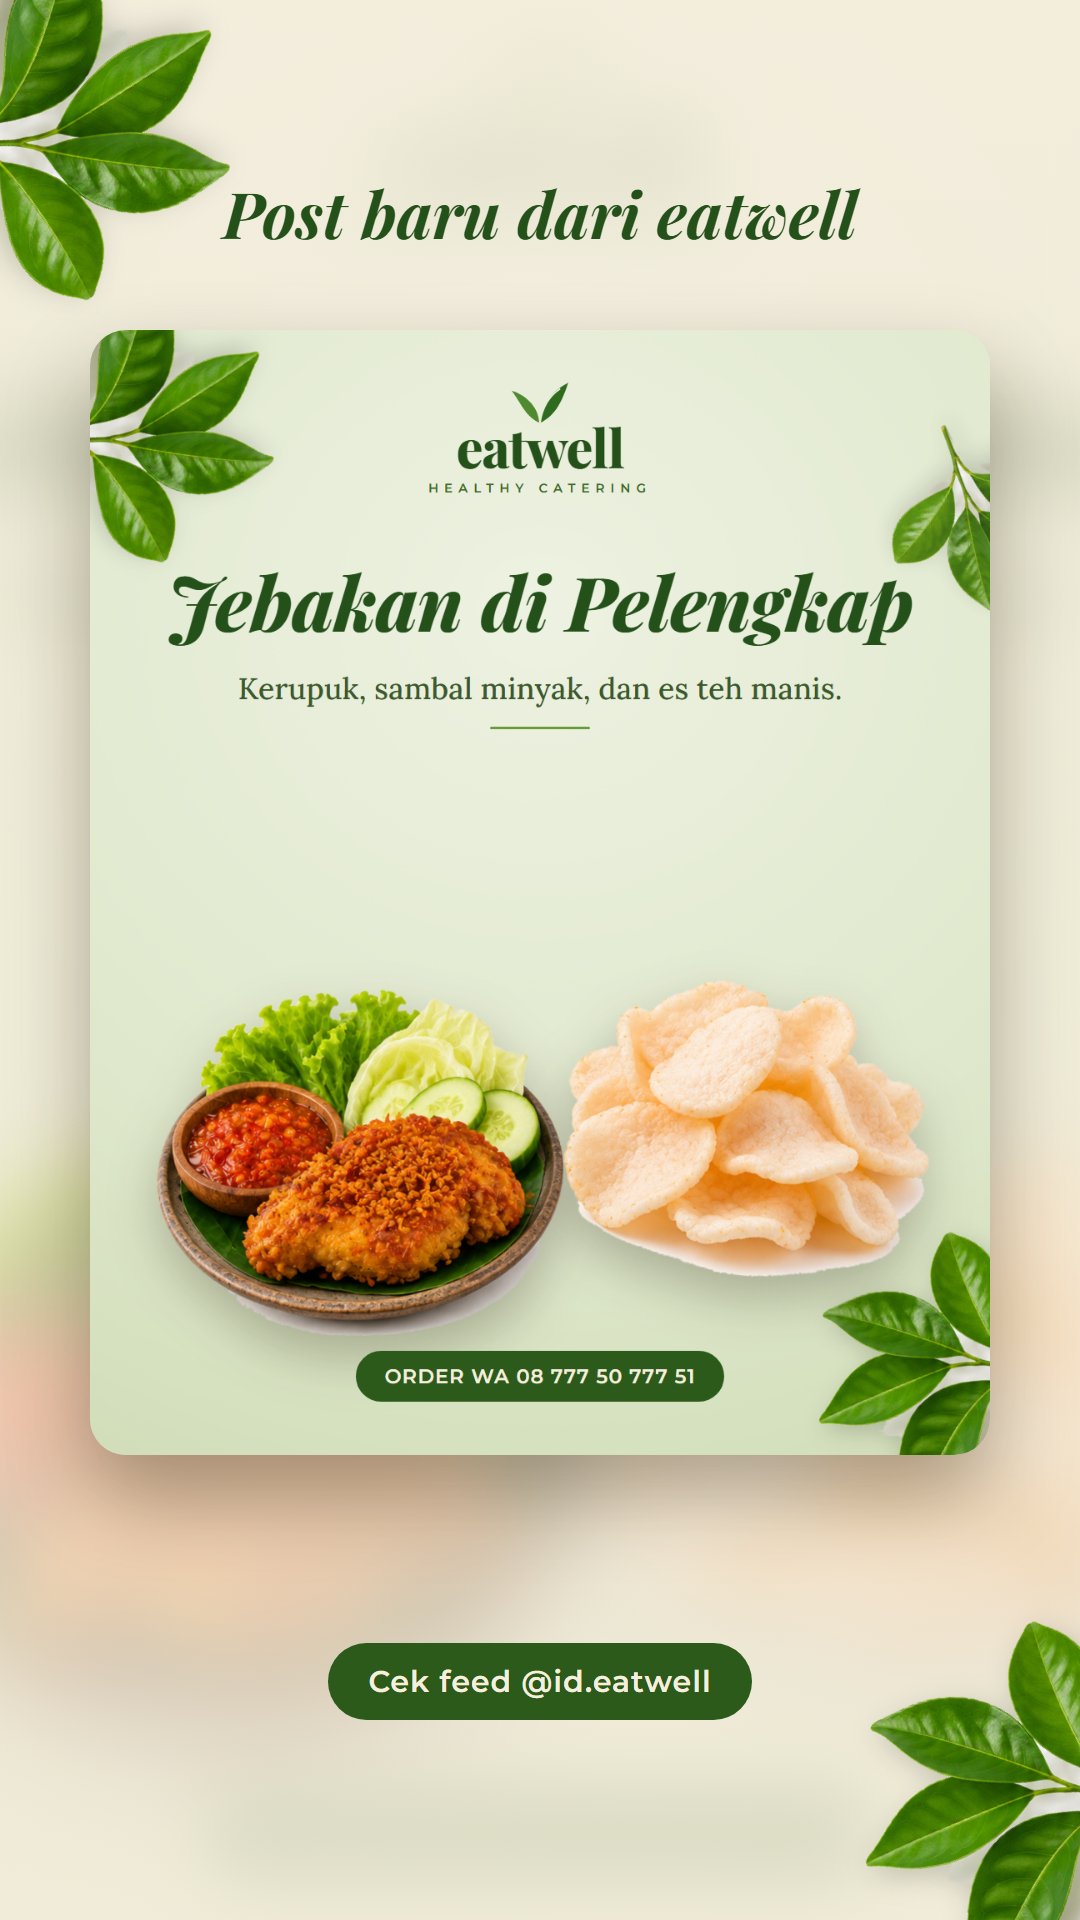 Post baru dari eatwell
eatwell
HEALTHY CATERING
Jebakan di Pelengkap
Kerupuk, sambal minyak, dan es teh manis.
ORDER WA 08 777 50 777 51
Cek feed @id.eatwell